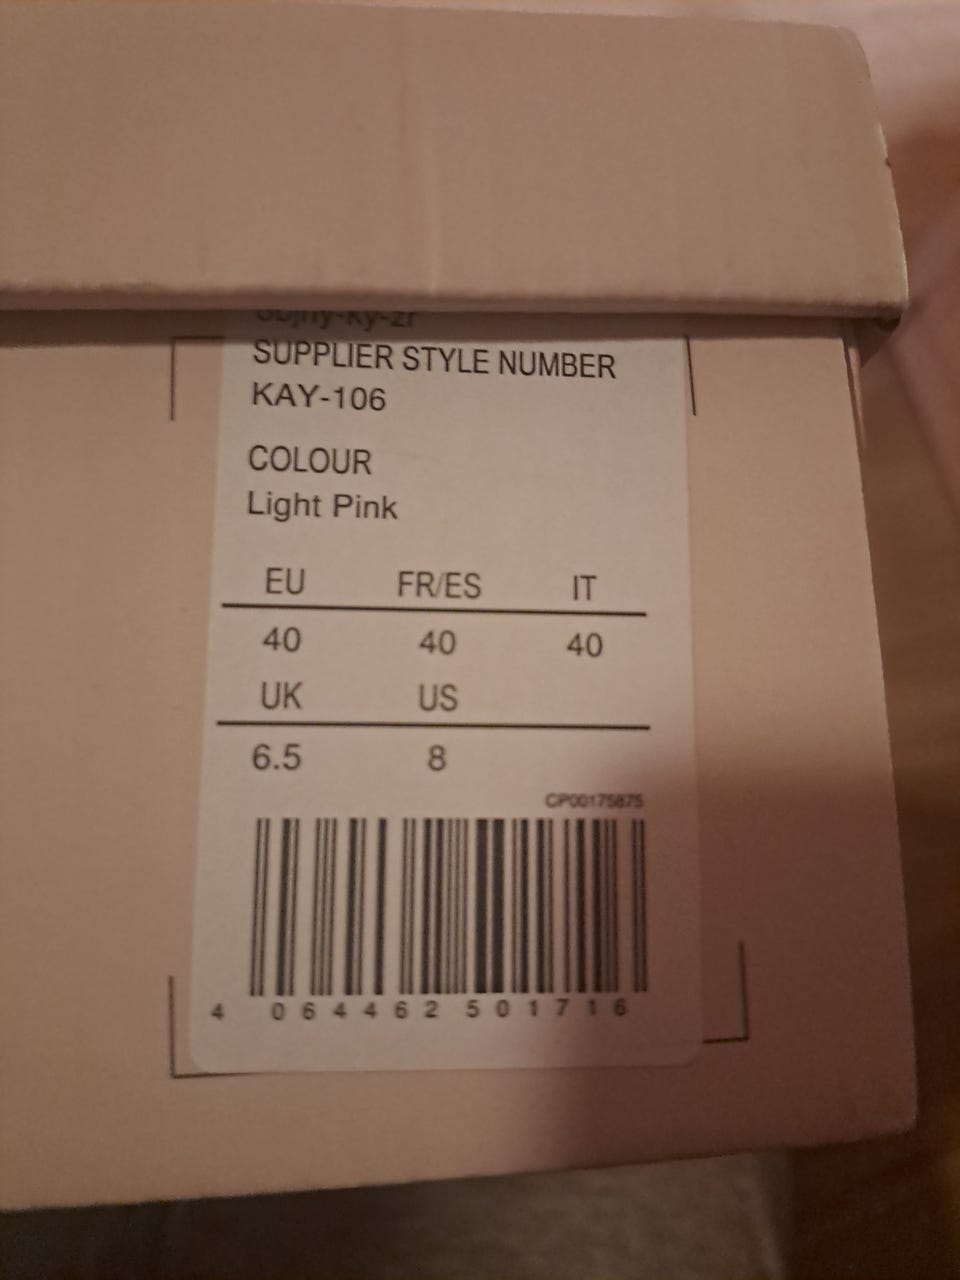 SUPPLIER STYLE NUMBER
KAY-106
COLOUR
Light Pink
EU FR/ES IT
40 40 40
UK US
6.5 8
CP00175875
4 064462 501716